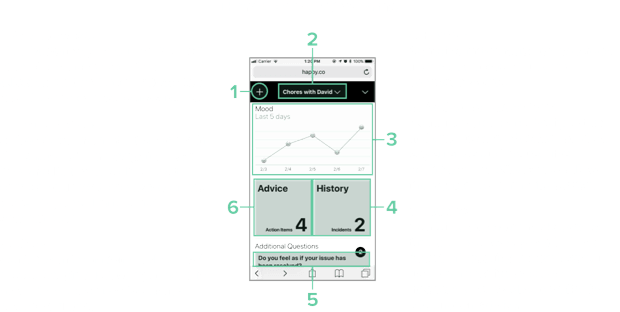 2
Carrier 1:20 PM 100%
happy.co
1
Chores with David
Mood
Last 5 days
3
2/3 2/4 2/5 2/6 2/7
Advice History
6
4
Action Items 4 Incidents 2
Additional Questions
Do you feel as if your issue has
been resolved?
5